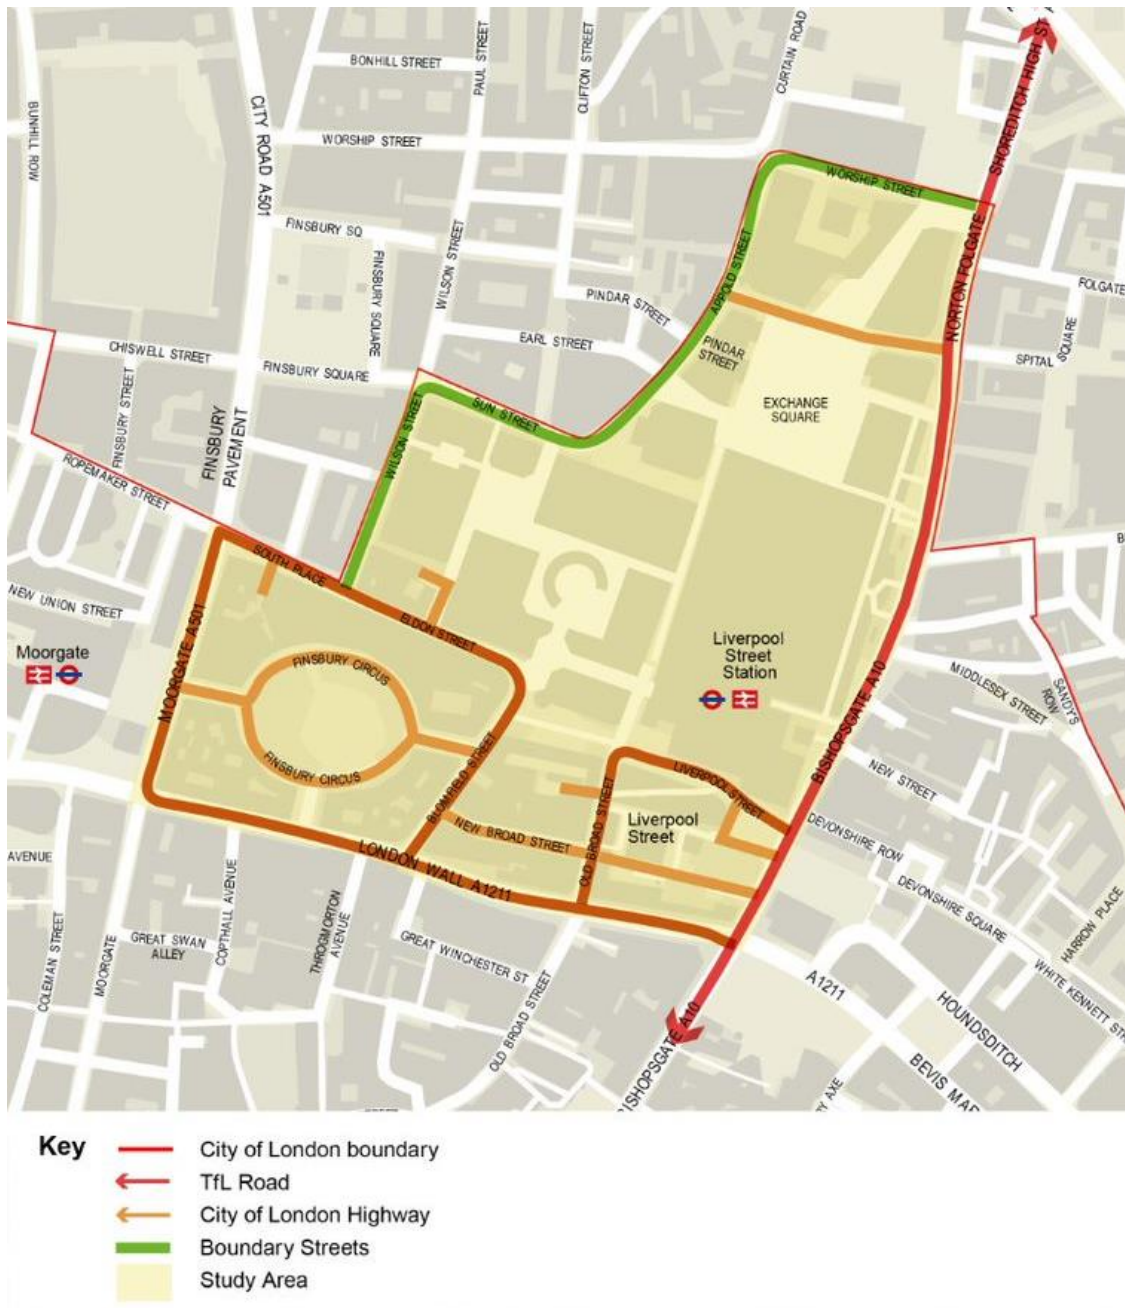 BONHILL STREET
PAUL STREET
CLIFTON STREET
CURTAIN ROAD
SHOREDITCH HIGH ST
BUNHILL ROW
CITY ROAD A501
WORSHIP STREET
WORSHIP STREET
FINSBURY SQ
FINSBURY SQUARE
WILSON STREET
PINDAR STREET
APPOLD STREET
NORTON FOLGATE
FOLGATE
EARL STREET
PINDAR
STREET
SPITAL
SQUARE
CHISWELL STREET
FINSBURY SQUARE
FINSBURY STREET
FINSBURY
PAVEMENT
WILSON STREET
SUN STREET
EXCHANGE
SQUARE
ROPEMAKER STREET
SOUTH PLACE
NEW UNION STREET
MOORGATE A501
ELDON STREET
Moorgate
FINSBURY CIRCUS
FINSBURY CIRCUS
Liverpool
Street
Station
BISHOPSGATE A10
MIDDLESEX STREET
SANDY'S
ROW
BLOMFIELD STREET
LIVERPOOL STREET
NEW STREET
NEW BROAD STREET
OLD BROAD STREET
Liverpool
Street
DEVONSHIRE ROW
LONDON WALL A1211
AVENUE
DEVONSHIRE SQUARE
HARROW PLACE
COLEMAN STREET
MOORGATE
GREAT SWAN
ALLEY
COPTHALL AVENUE
THROGMORTON
AVENUE
GREAT WINCHESTER ST
OLD BROAD STREET
A1211
WHITE KENNETT STR
HOUNDSDITCH
BISHOPSGATE A10
BEVIS MAR
RY AXE
B
Key
City of London boundary
TfL Road
City of London Highway
Boundary Streets
Study Area